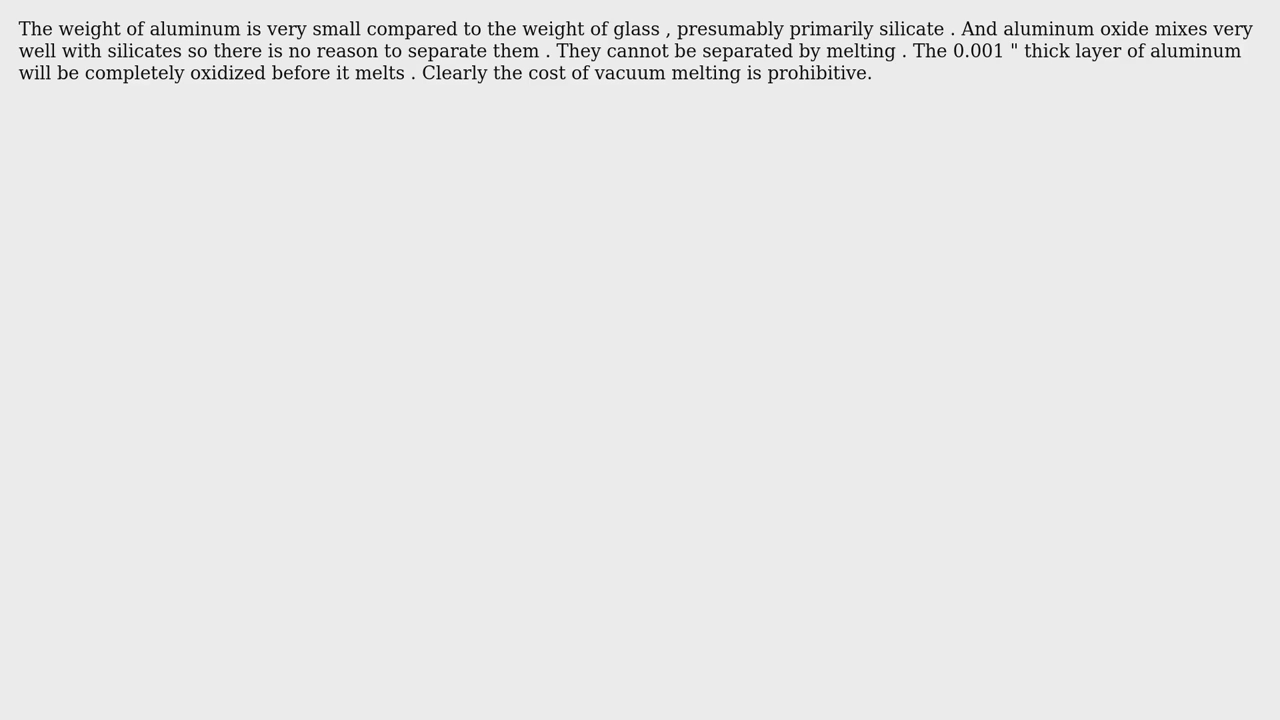 The weight of aluminum is very small compared to the weight of glass , presumably primarily silicate . And aluminum oxide mixes very
well with silicates so there is no reason to separate them . They cannot be separated by melting . The 0.001 " thick layer of aluminum
will be completely oxidized before it melts . Clearly the cost of vacuum melting is prohibitive.